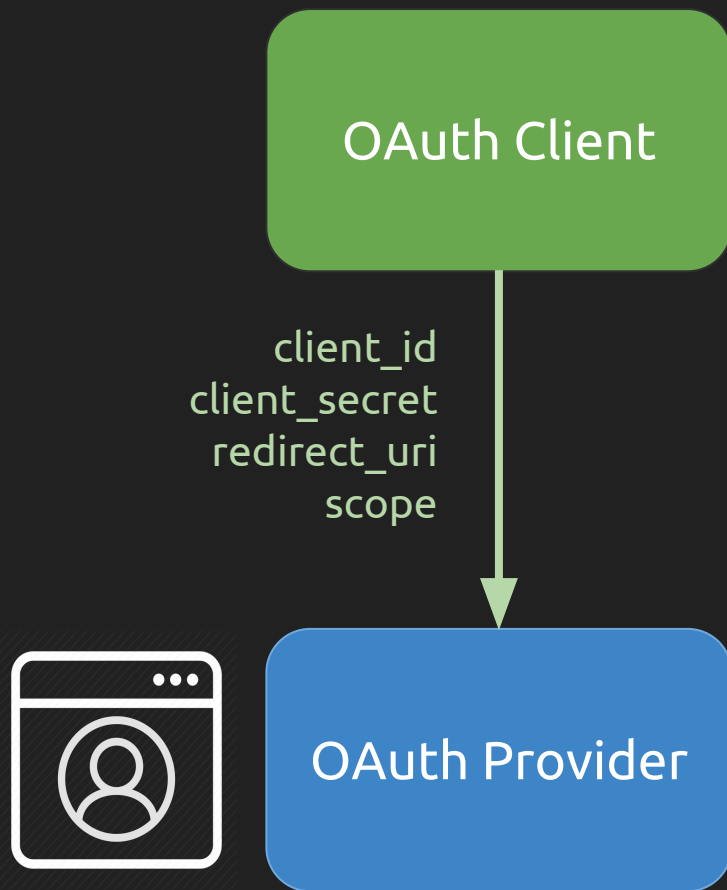 OAuth Client
client_id
client_secret
redirect_uri
scope
OAuth Provider